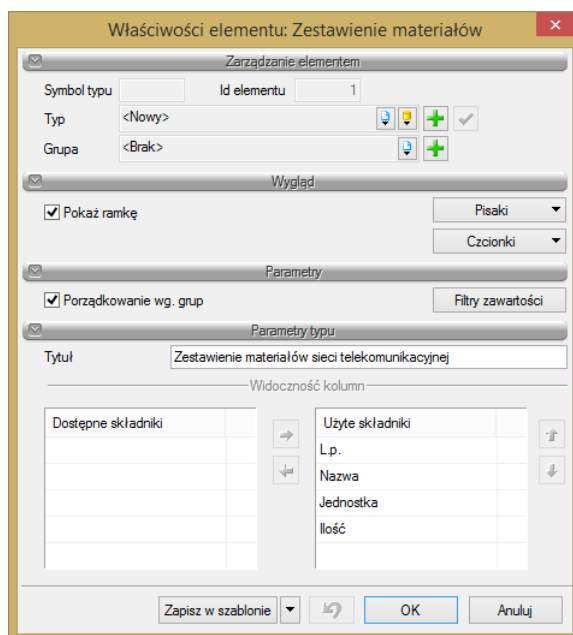 Właściwości elementu: Zestawienie materiałów
Zarządzanie elementem
Symbol typu Id elementu 1
Typ <Nowy>
Grupa <Brak>
Wygląd
Pokaż ramkę Pisaki
Czcionki
Parametry
Porządkowanie wg. grup Filtry zawartości
Parametry typu
Tytuł Zestawienie materiałów sieci telekomunikacyjnej
Widoczność kolumn
Dostępne składniki Użyte składniki
L.p.
Nazwa
Jednostka
Ilość
Zapisz w szablonie OK Anuluj